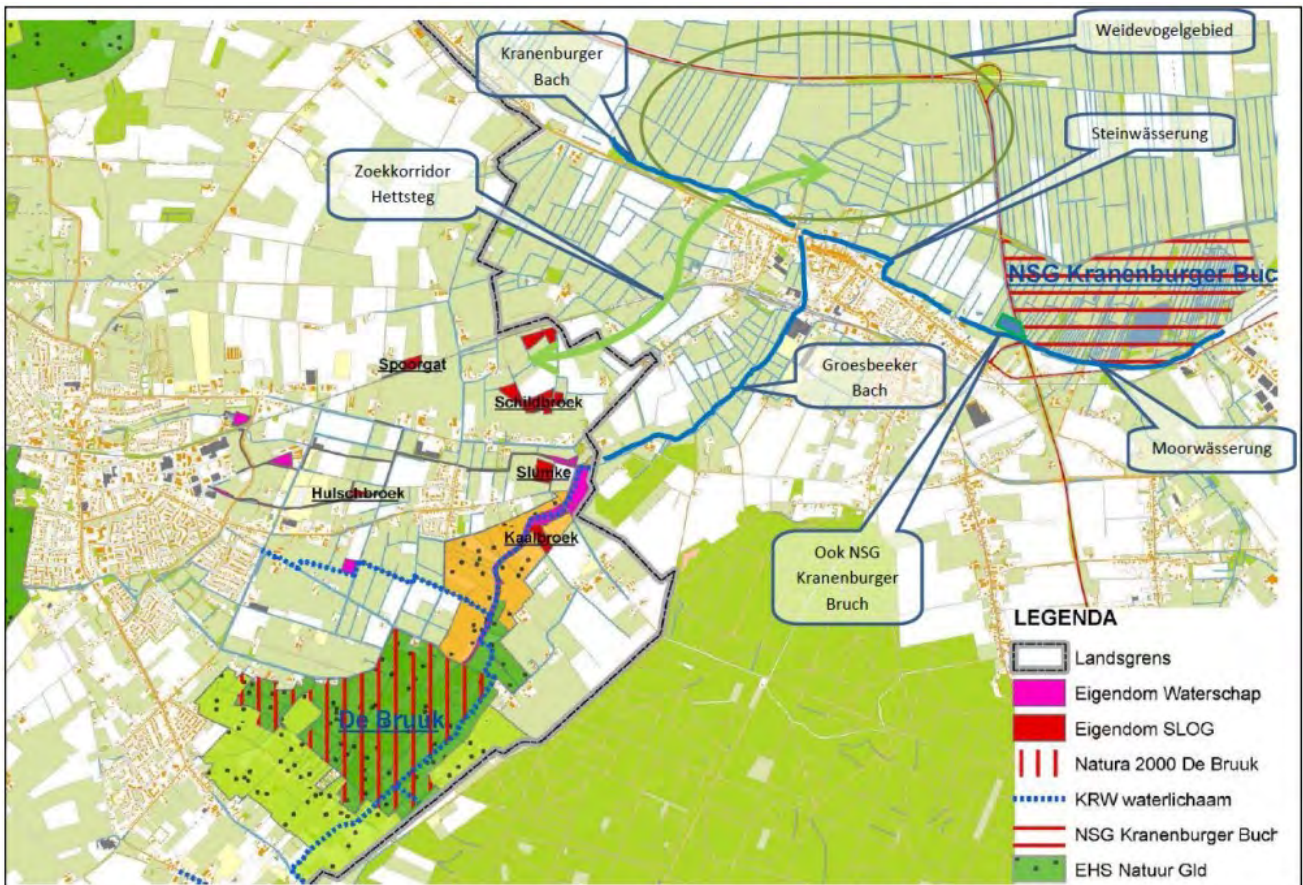 Weidevogelgebied
Kranenburger
Bach
Steinwässerung
Zoekkorridor
Hettsteg
NSG Kranenburger Buc
Spoorgat
Groesbeeker
Bach
Schildbroek
Moorwässerung
Slumke
Hulschbroek
Kaalbroek
Ook NSG
Kranenburger
Bruch
De Bruuk
LEGENDA
Landsgrens
Eigendom Waterschap
Eigendom SLOG
Natura 2000 De Bruuk
KRW waterlichaam
NSG Kranenburger Buch
EHS Natuur Gld